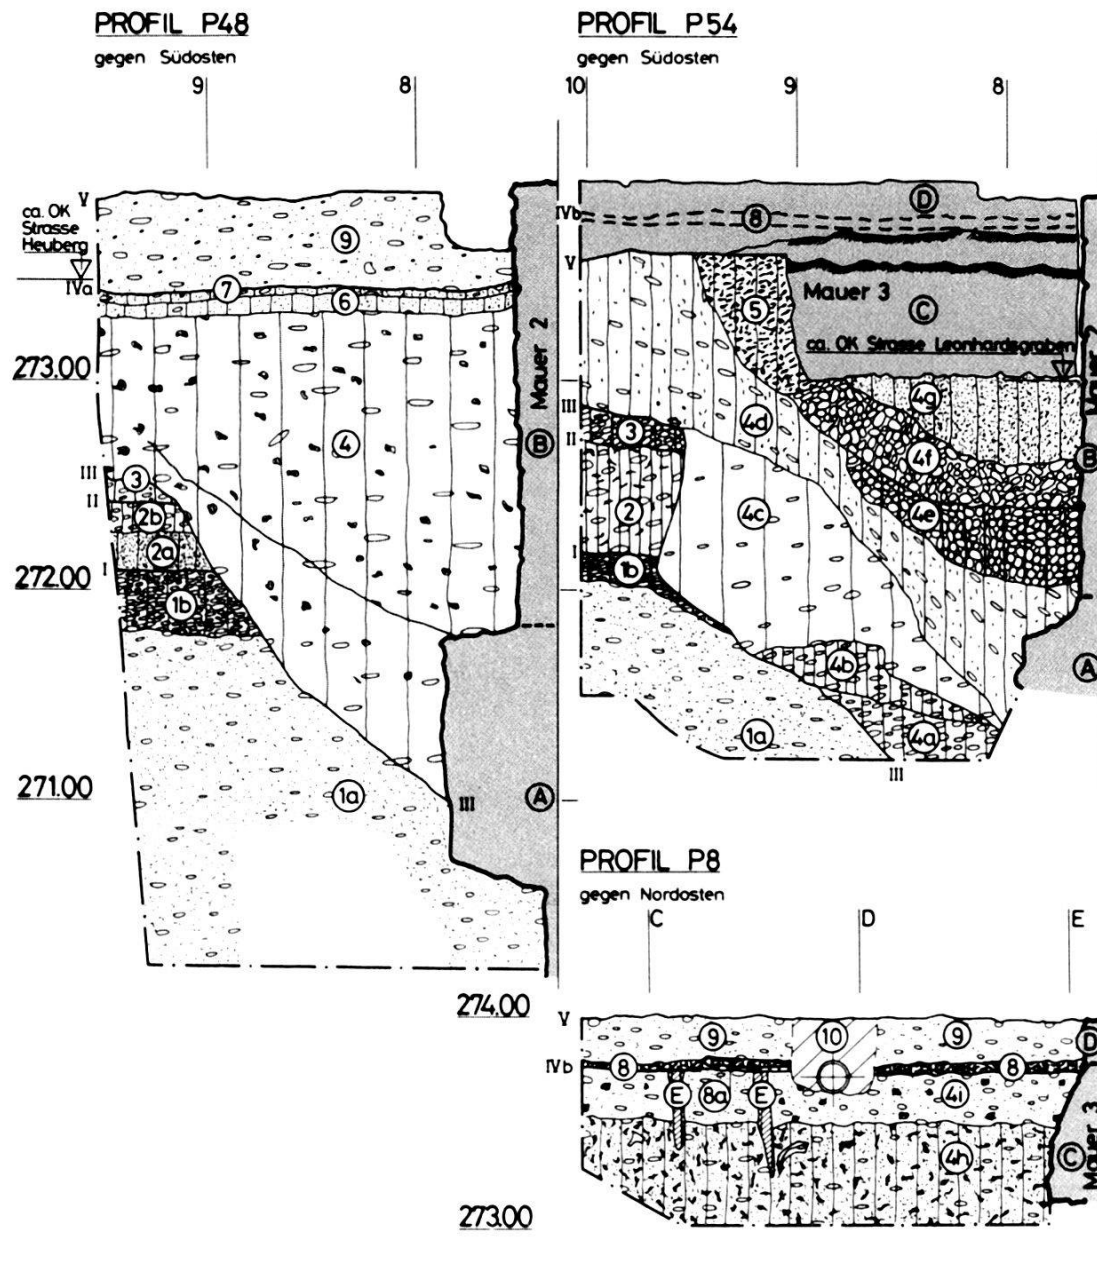 PROFIL P48
gegen Südosten
9
8
V
ca. OK
Strasse
Heuberg
IVa
9
7
6
273.00
Mauer 2
4
B
III
3
II
2b
2a
I
272.00
1b
271.00
1a
III
A
PROFIL P54
gegen Südosten
10
9
8
D
IVb
8
V
5
Mauer 3
C
ca. OK Strasse Leonhardsgraben
4g
III
3
II
4d
4f
B
2
4c
4e
I
1b
4b
A
1a
4a
III
PROFIL P8
gegen Nordosten
C
D
E
274.00
V
9
10
9
D
IVb
8
8
E
8a
E
4i
Mauer 3
4h
C
273.00